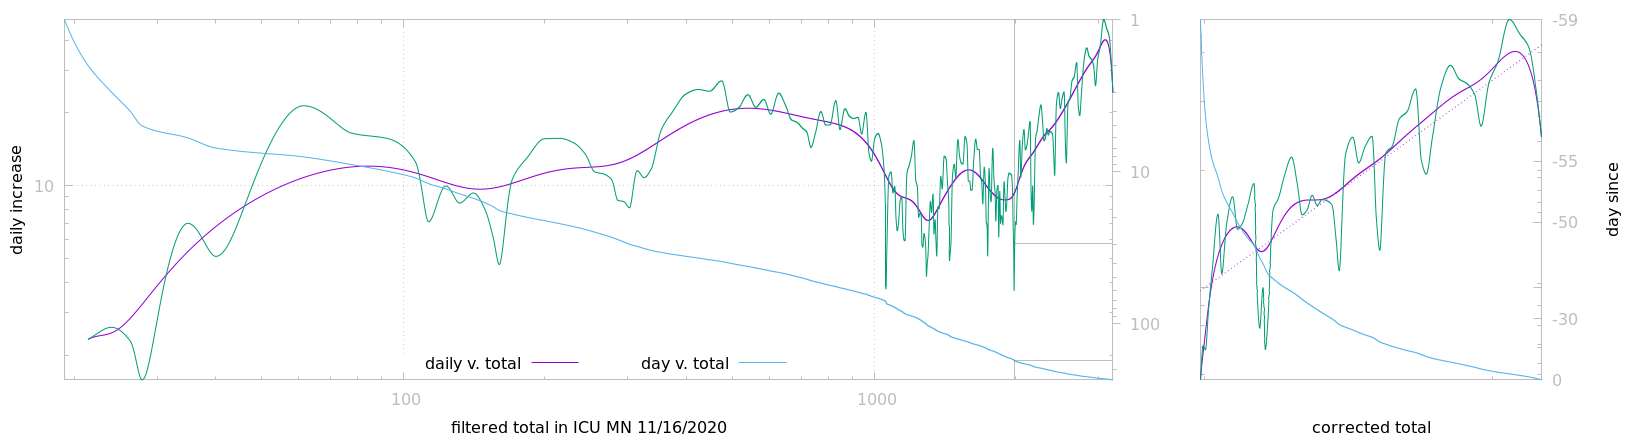 daily increase
10
100
1000
1
10
100
daily v. total
day v. total
filtered total in ICU MN 11/16/2020
-59
-55
-50
-30
0
day since
corrected total